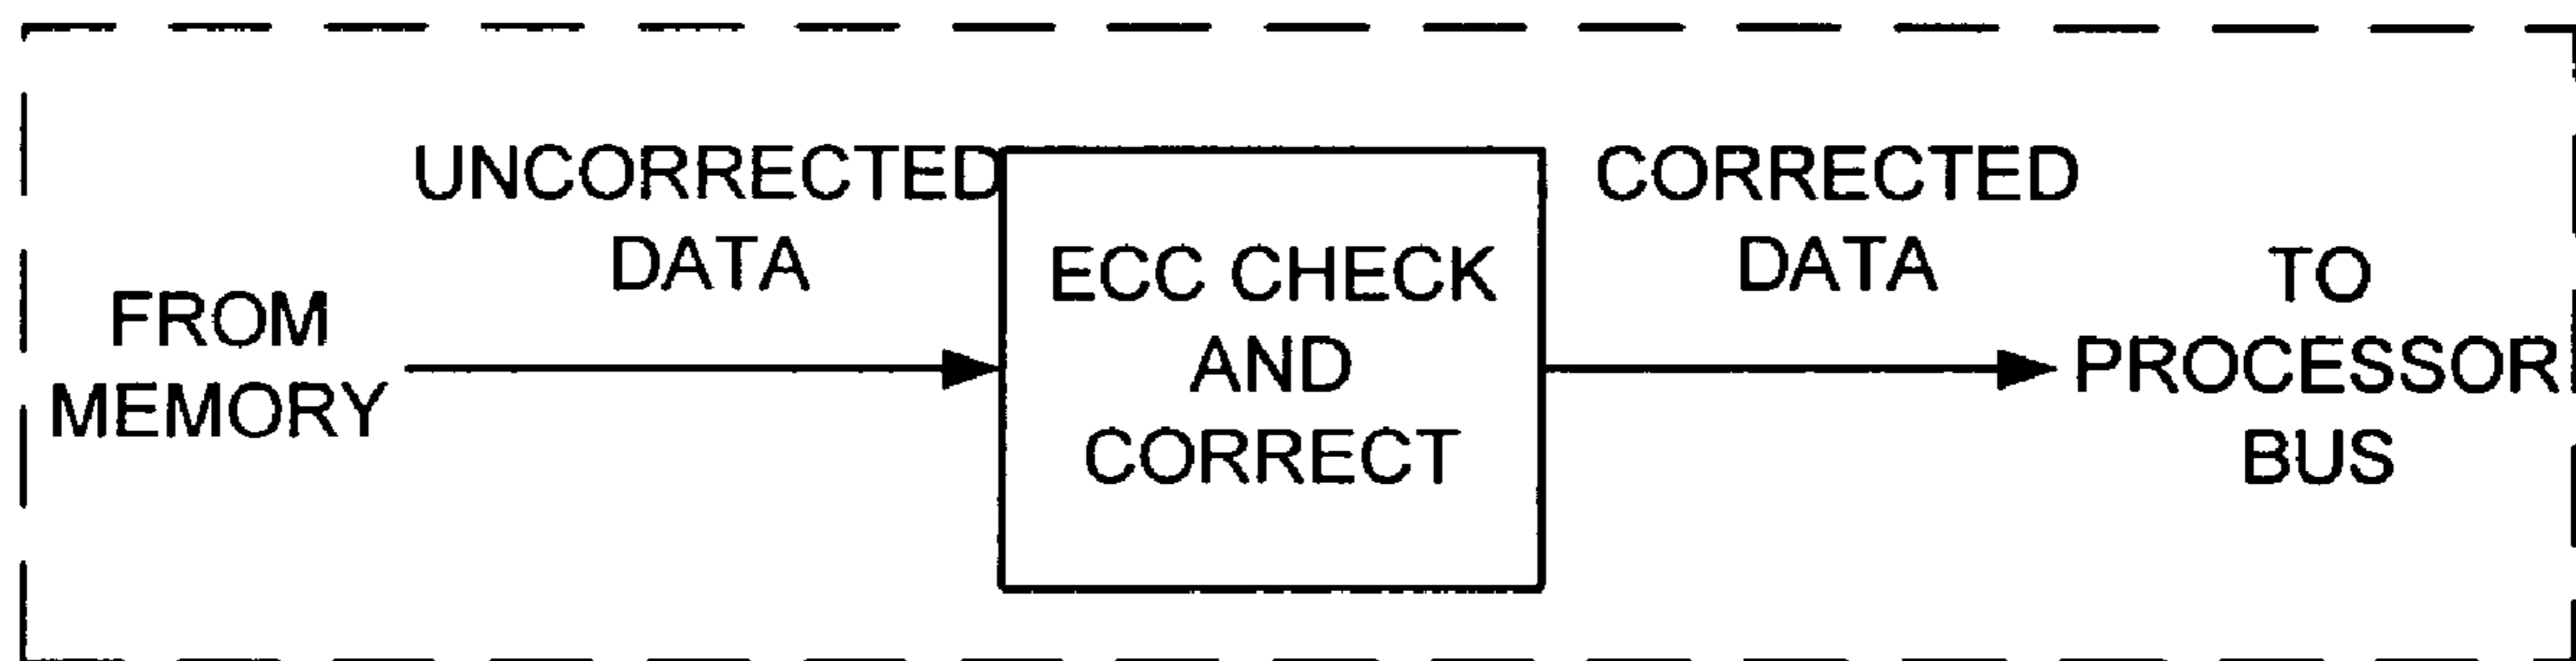 FROM
MEMORY
UNCORRECTED
DATA
ECC CHECK
AND
CORRECT
CORRECTED
DATA
TO
PROCESSOR
BUS